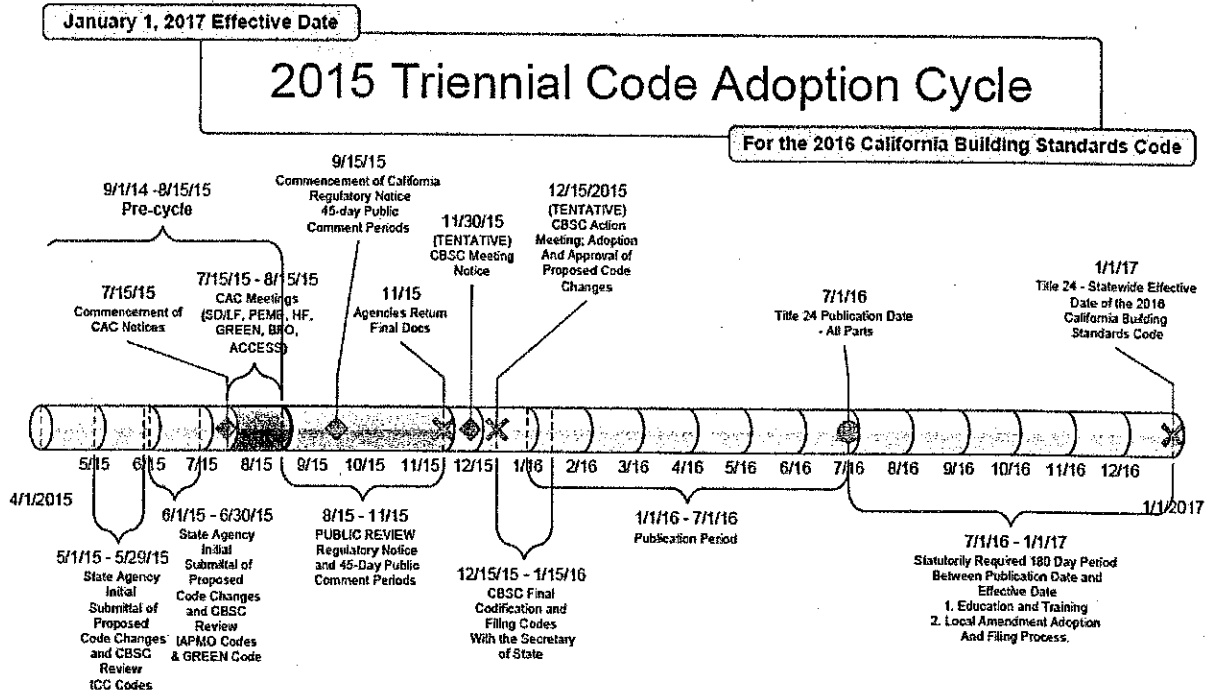 January 1, 2017 Effective Date
2015 Triennial Code Adoption Cycle
For the 2016 California Building Standards Code
9/1/14 -8/15/15
Pre-cycle
7/15/15
Commencement of
CAC Notices
7/15/15 - 8/15/15
CAC Meetings
(SD/LF, PEME, HF,
GREEN, BFO,
ACCESS)
9/15/15
Commencement of California
Regulatory Notice
45-day Public
Comment Periods
11/15
Agencies Return
Final Docs
11/30/15
(TENTATIVE)
CBSC Meeting
Notice
12/15/2015
(TENTATIVE)
CBSC Action
Meeting; Adoption
And Approval of
Proposed Code
Changes
7/1/16
Title 24 Publication Date
- All Parts
1/1/17
Title 24 - Statewide Effective
Date of the 2016
California Building
Standards Code
5/15 6/15 7/15 8/15 9/15 10/15 11/15 12/15 1/16 2/16 3/16 4/16 5/16 6/16 7/16 8/16 9/16 10/16 11/16 12/16
4/1/2015
1/1/2017
5/1/15 - 5/29/15
State Agency
Initial
Submittal of
Proposed
Code Changes
and CBSC
Review
ICC Codes
6/1/15 - 6/30/15
State Agency
Initial
Submittal of
Proposed
Code Changes
and CBSC
Review
IAPMO Codes
& GREEN Code
8/15 - 11/15
PUBLIC REVIEW
Regulatory Notice
and 45-Day Public
Comment Periods
12/15/15 - 1/15/16
CBSC Final
Codification and
Filing Codes
With the Secretary
of State
1/1/16 - 7/1/16
Publication Period
7/1/16 - 1/1/17
Statutorily Required 180 Day Period
Between Publication Date and
Effective Date
1. Education and Training
2. Local Amendment Adoption
And Filing Process.